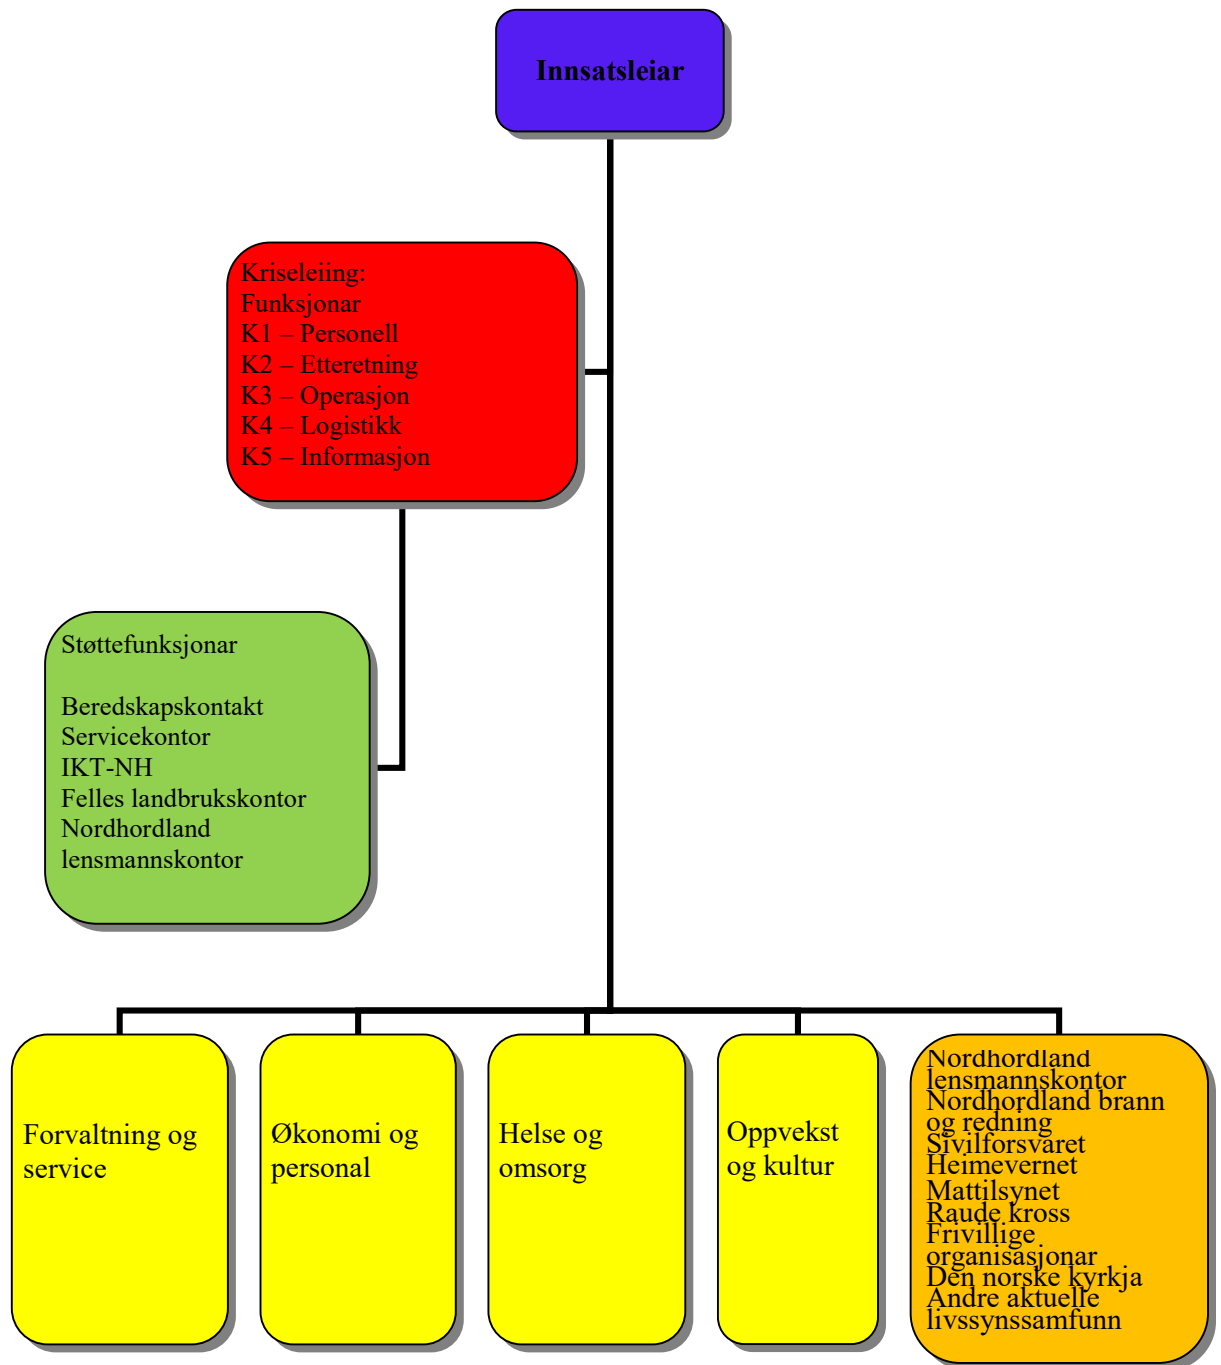 Innsatsleiar
Kriseleiing:
Funksjonar
K1 – Personell
K2 – Etteretning
K3 – Operasjon
K4 – Logistikk
K5 – Informasjon
Støttefunksjonar
Beredskapskontakt
Servicekontor
IKT-NH
Felles landbrukskontor
Nordhordland
lensmannskontor
Forvaltning og
service
Økonomi og
personal
Helse og
omsorg
Oppvekst
og kultur
Nordhordland
lensmannskontor
Nordhordland brann
og redning
Sivilforsvaret
Heimevernet
Mattilsynet
Raude kross
Frivillige
organisasjonar
Den norske kyrkja
Andre aktuelle
livssynssamfunn